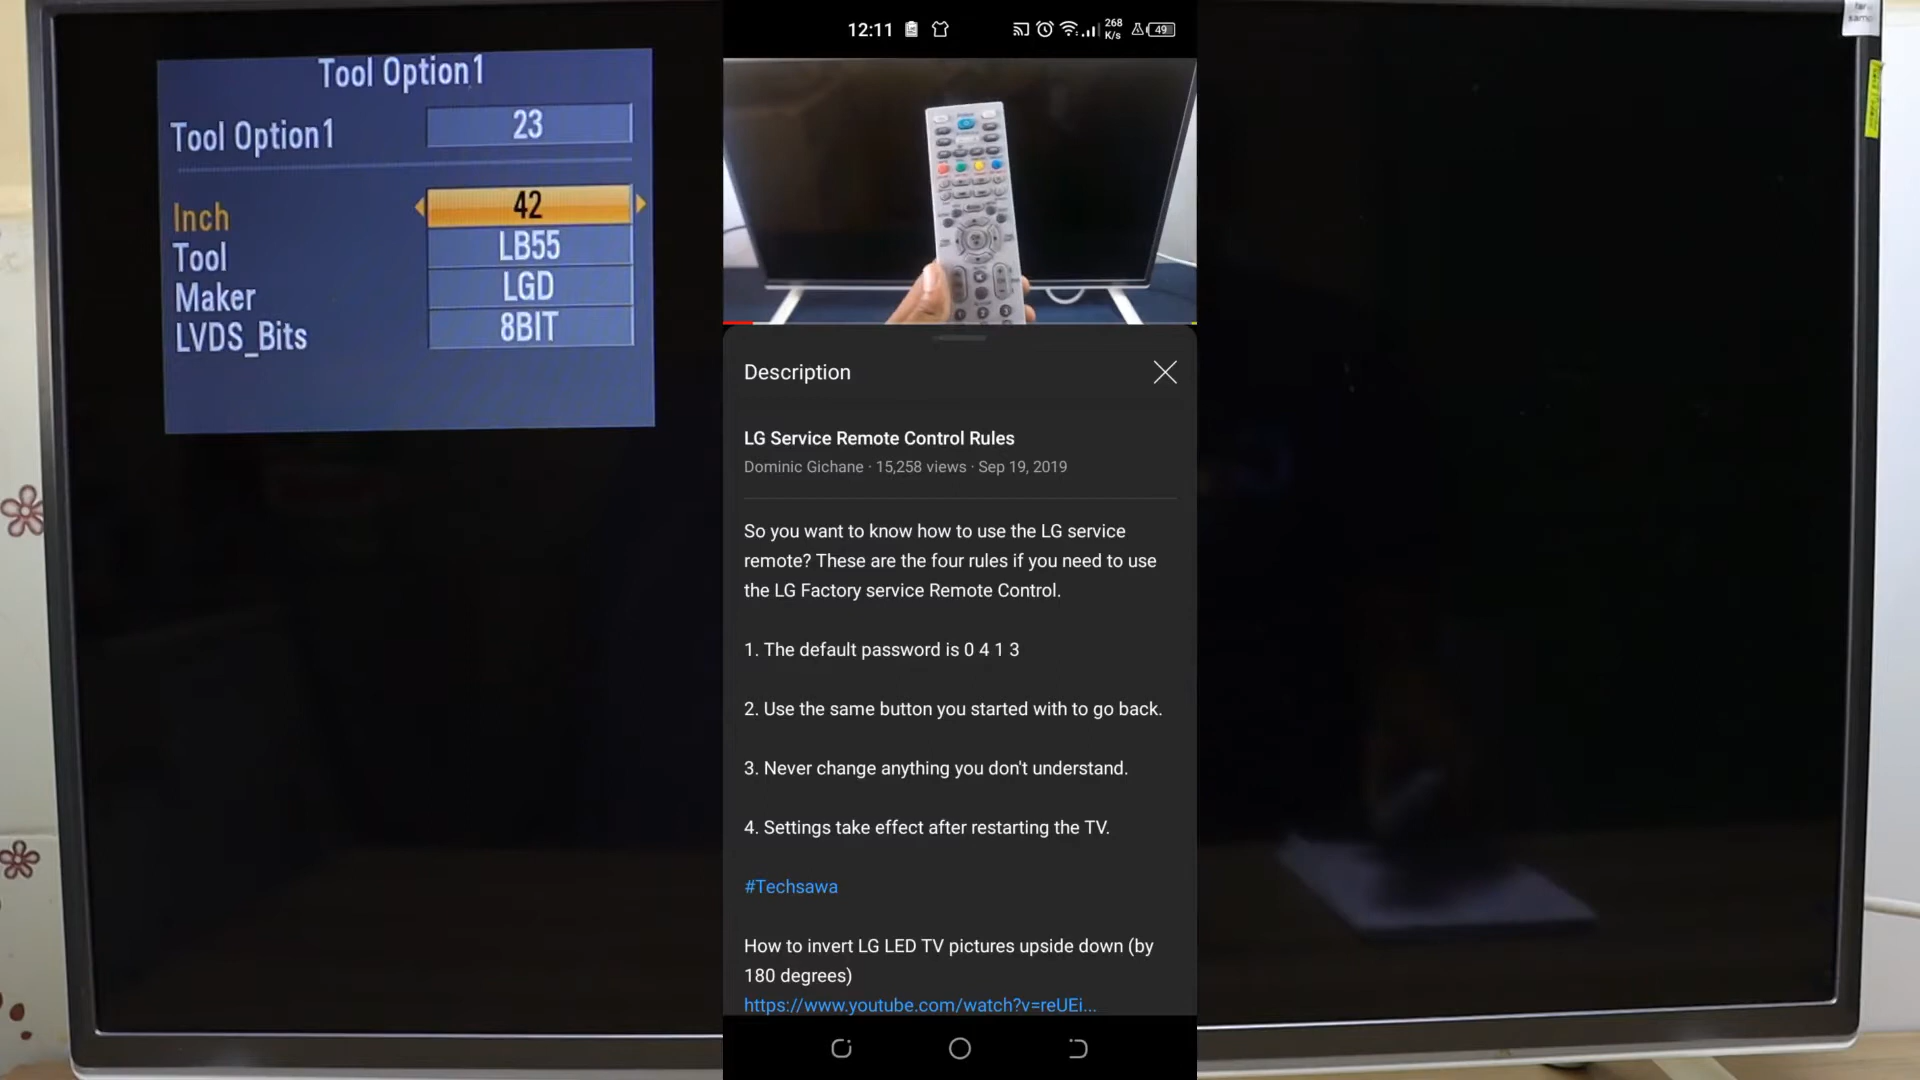 Tool Option1
Tool Option1 23
Inch 42
Tool LB55
Maker LGD
LVDS_Bits 8BIT
12:11 268 K/s 49
Description
LG Service Remote Control Rules
Dominic Gichane · 15,258 views · Sep 19, 2019
So you want to know how to use the LG service
remote? These are the four rules if you need to use
the LG Factory service Remote Control.
1. The default password is 0 4 1 3
2. Use the same button you started with to go back.
3. Never change anything you don't understand.
4. Settings take effect after restarting the TV.
#Techsawa
How to invert LG LED TV pictures upside down (by
180 degrees)
https://www.youtube.com/watch?v=reUEi...